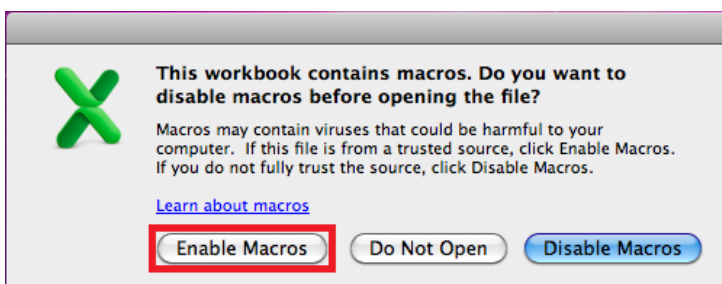 This workbook contains macros. Do you want to
disable macros before opening the file?
Macros may contain viruses that could be harmful to your
computer.  If this file is from a trusted source, click Enable Macros.
If you do not fully trust the source, click Disable Macros.
Learn about macros
Enable Macros
Do Not Open
Disable Macros